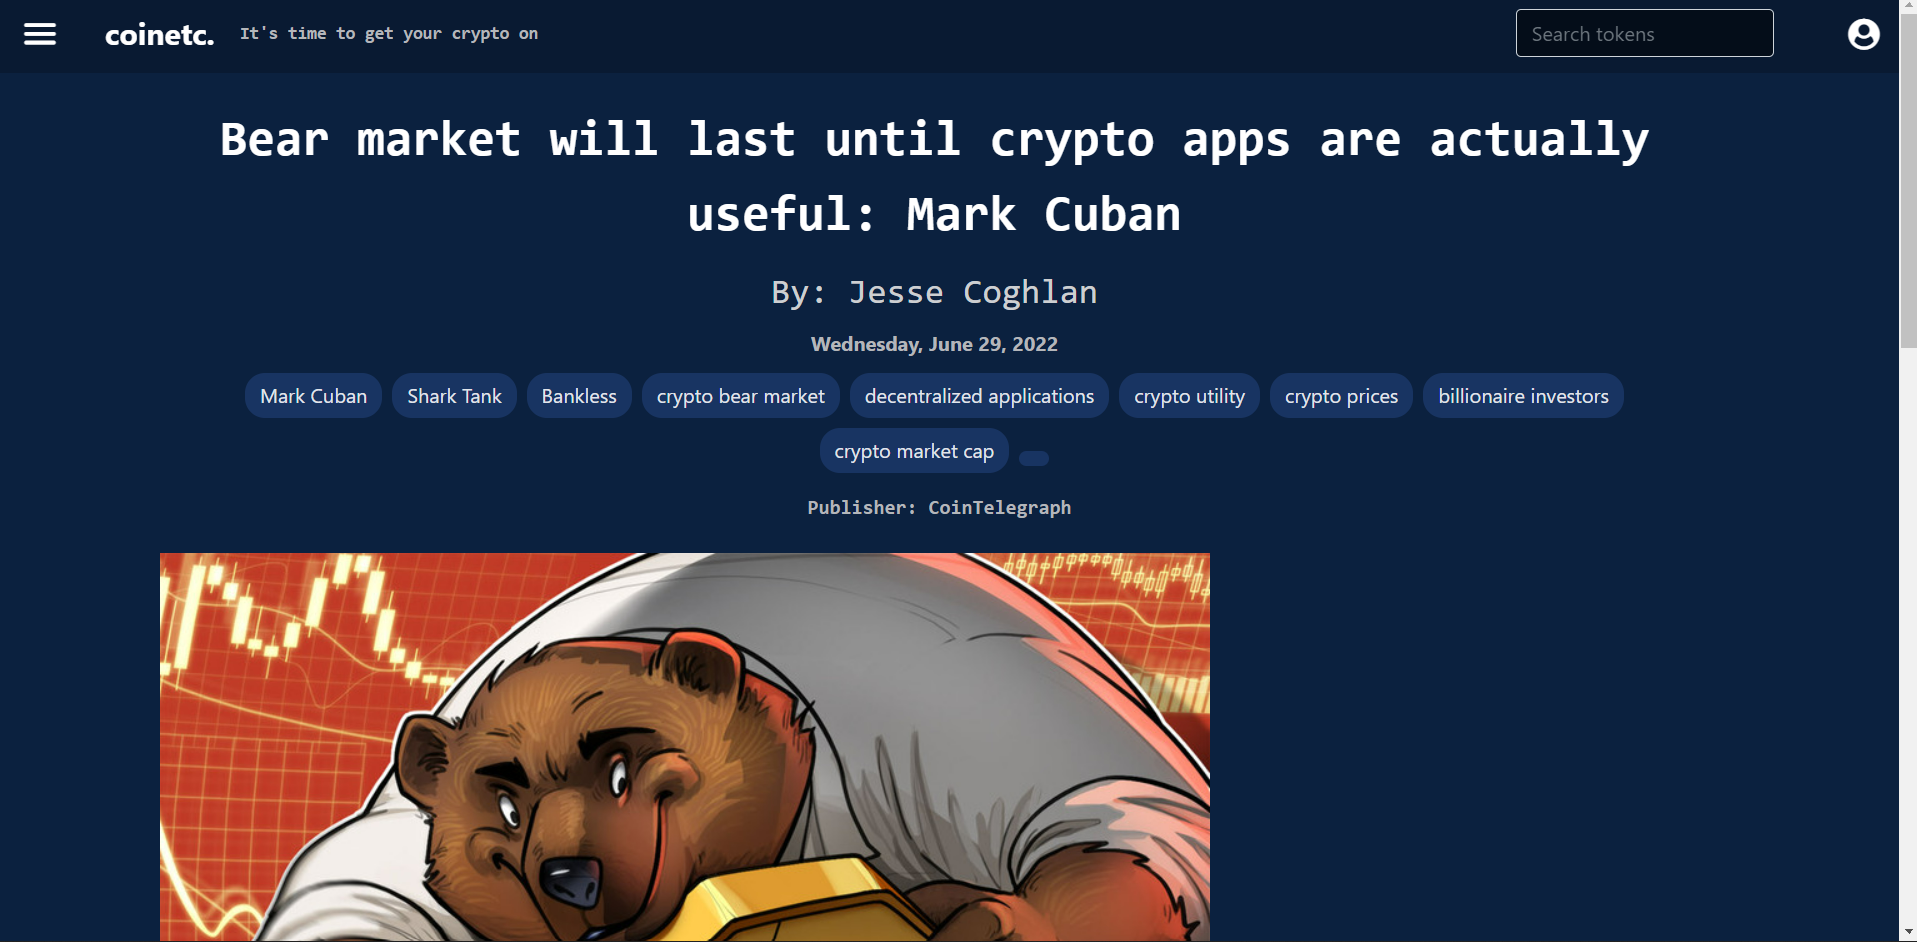 coinetc. It's time to get your crypto on Search tokens
Bear market will last until crypto apps are actually
useful: Mark Cuban
By: Jesse Coghlan
Wednesday, June 29, 2022
Mark Cuban Shark Tank Bankless crypto bear market decentralized applications crypto utility crypto prices billionaire investors
crypto market cap
Publisher: CoinTelegraph